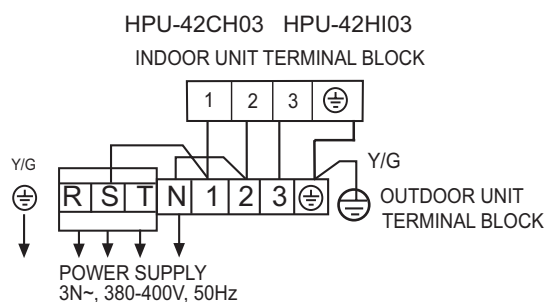 HPU-42CH03 HPU-42HI03
INDOOR UNIT TERMINAL BLOCK
1 2 3
Y/G
Y/G
R S T N 1 2 3
OUTDOOR UNIT
TERMINAL BLOCK
POWER SUPPLY
3N~, 380-400V, 50Hz